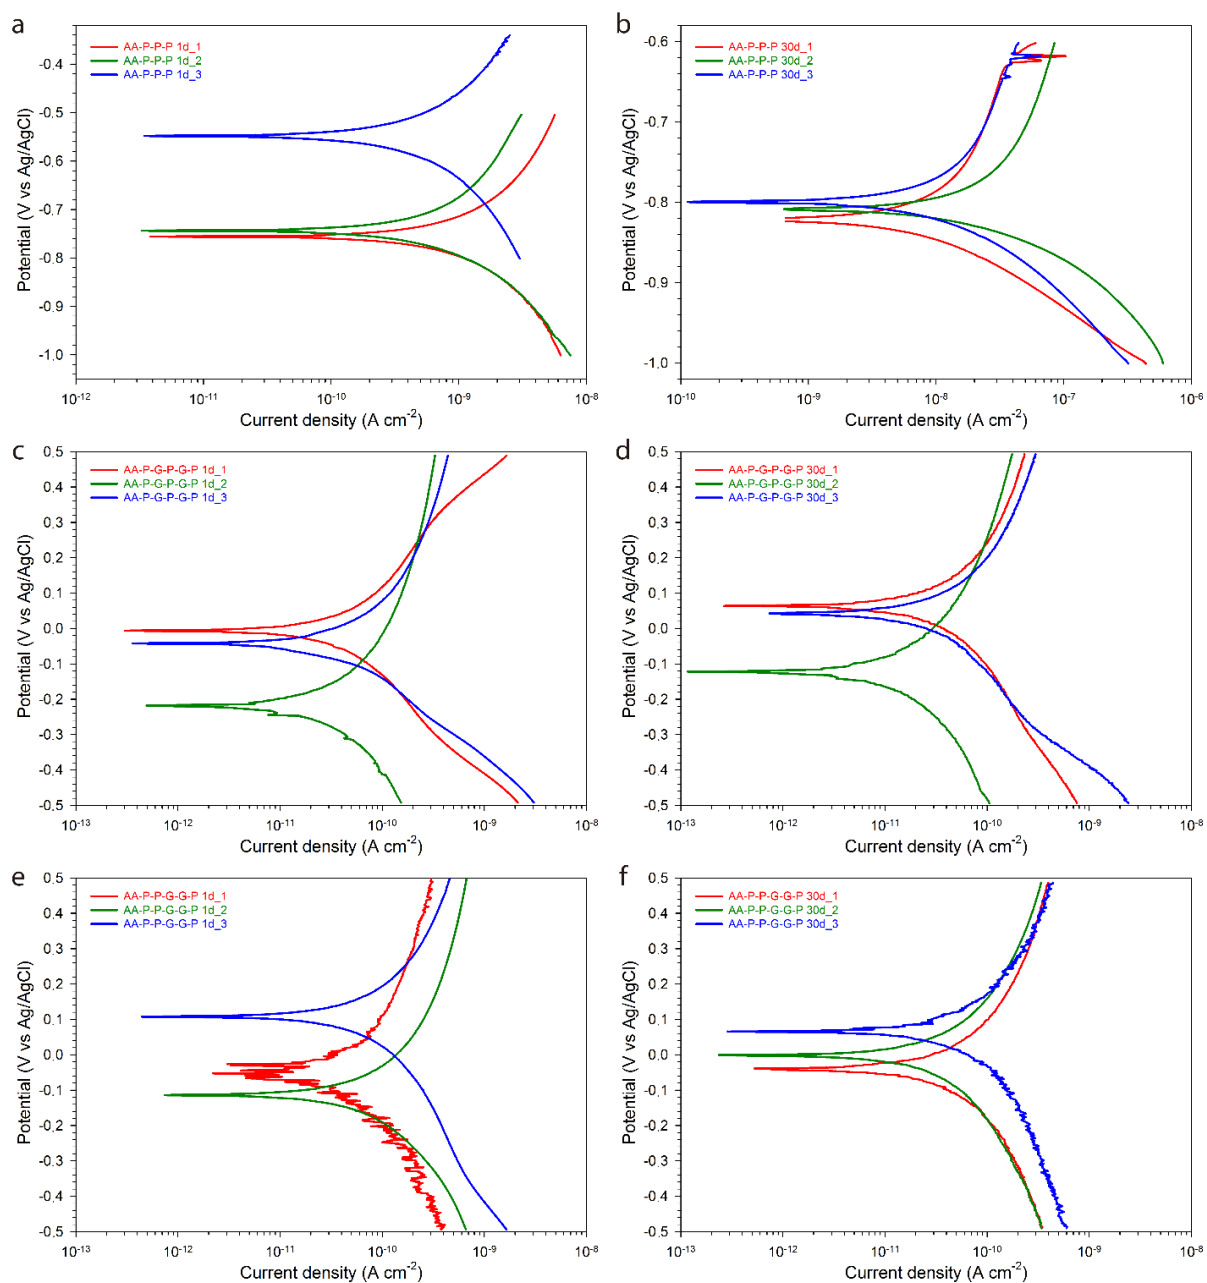 a
AA-P-P-P 1d_1
AA-P-P-P 1d_2
AA-P-P-P 1d_3
Potential (V vs Ag/AgCl)
-0.4
-0.5
-0.6
-0.7
-0.8
-0.9
-1.0
10-12
10-11
10-10
10-9
10-8
Current density (A cm-2)
b
AA-P-P-P 30d_1
AA-P-P-P 30d_2
AA-P-P-P 30d_3
Potential (V vs Ag/AgCl)
-0.6
-0.7
-0.8
-0.9
-1.0
10-10
10-9
10-8
10-7
10-6
Current density (A cm-2)
c
AA-P-G-P-G-P 1d_1
AA-P-G-P-G-P 1d_2
AA-P-G-P-G-P 1d_3
Potential (V vs Ag/AgCl)
0.5
0.4
0.3
0.2
0.1
0.0
-0.1
-0.2
-0.3
-0.4
-0.5
10-13
10-12
10-11
10-10
10-9
10-8
Current density (A cm-2)
d
AA-P-G-P-G-P 30d_1
AA-P-G-P-G-P 30d_2
AA-P-G-P-G-P 30d_3
Potential (V vs Ag/AgCl)
0.5
0.4
0.3
0.2
0.1
0.0
-0.1
-0.2
-0.3
-0.4
-0.5
10-13
10-12
10-11
10-10
10-9
10-8
Current density (A cm-2)
e
AA-P-P-G-G-P 1d_1
AA-P-P-G-G-P 1d_2
AA-P-P-G-G-P 1d_3
Potential (V vs Ag/AgCl)
0.5
0.4
0.3
0.2
0.1
0.0
-0.1
-0.2
-0.3
-0.4
-0.5
10-13
10-12
10-11
10-10
10-9
10-8
Current density (A cm-2)
f
AA-P-P-G-G-P 30d_1
AA-P-P-G-G-P 30d_2
AA-P-P-G-G-P 30d_3
Potential (V vs Ag/AgCl)
0.5
0.4
0.3
0.2
0.1
0.0
-0.1
-0.2
-0.3
-0.4
-0.5
10-13
10-12
10-11
10-10
10-9
10-8
Current density (A cm-2)